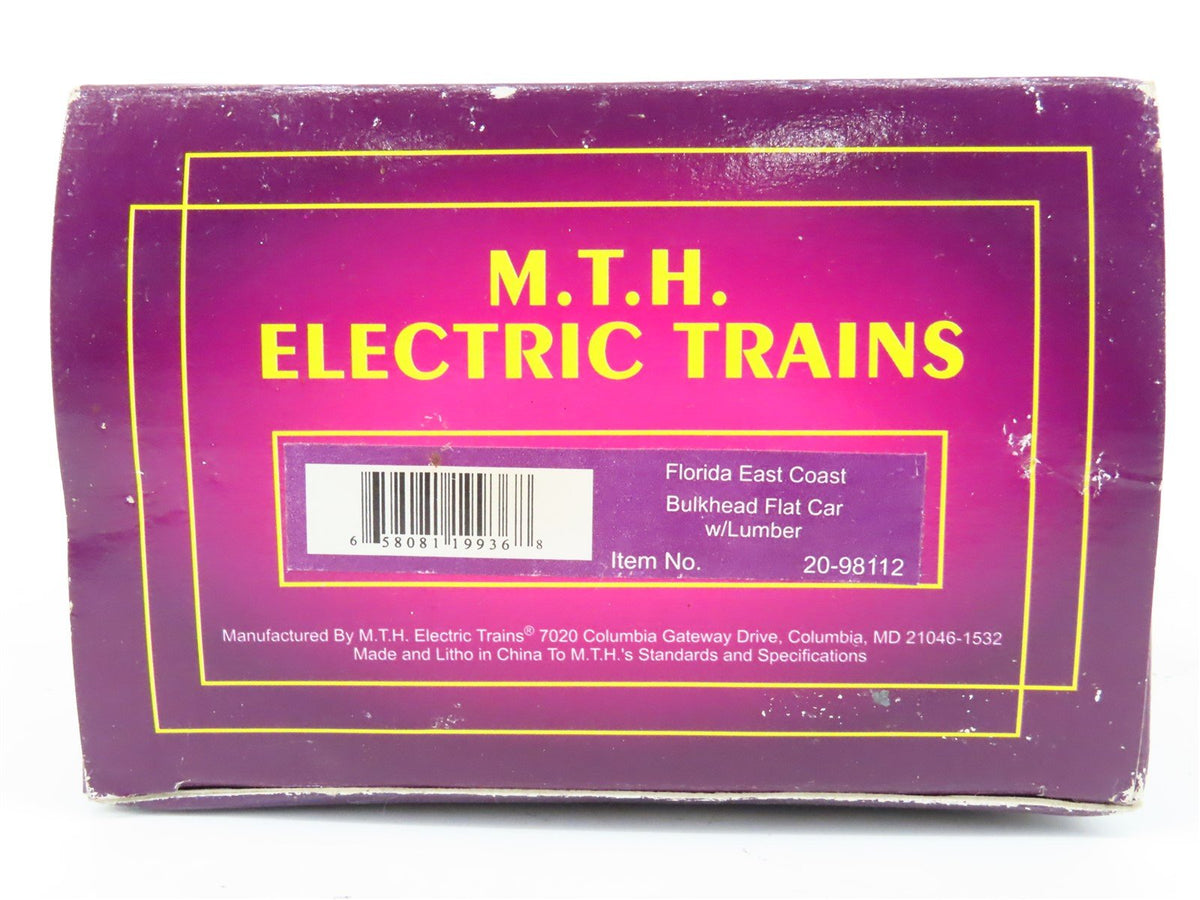 M.T.H.
ELECTRIC TRAINS
6 58081 19936 8
Florida East Coast
Bulkhead Flat Car
w/Lumber
Item No. 20-98112
Manufactured By M.T.H. Electric Trains® 7020 Columbia Gateway Drive, Columbia, MD 21046-1532
Made and Litho in China To M.T.H.'s Standards and Specifications